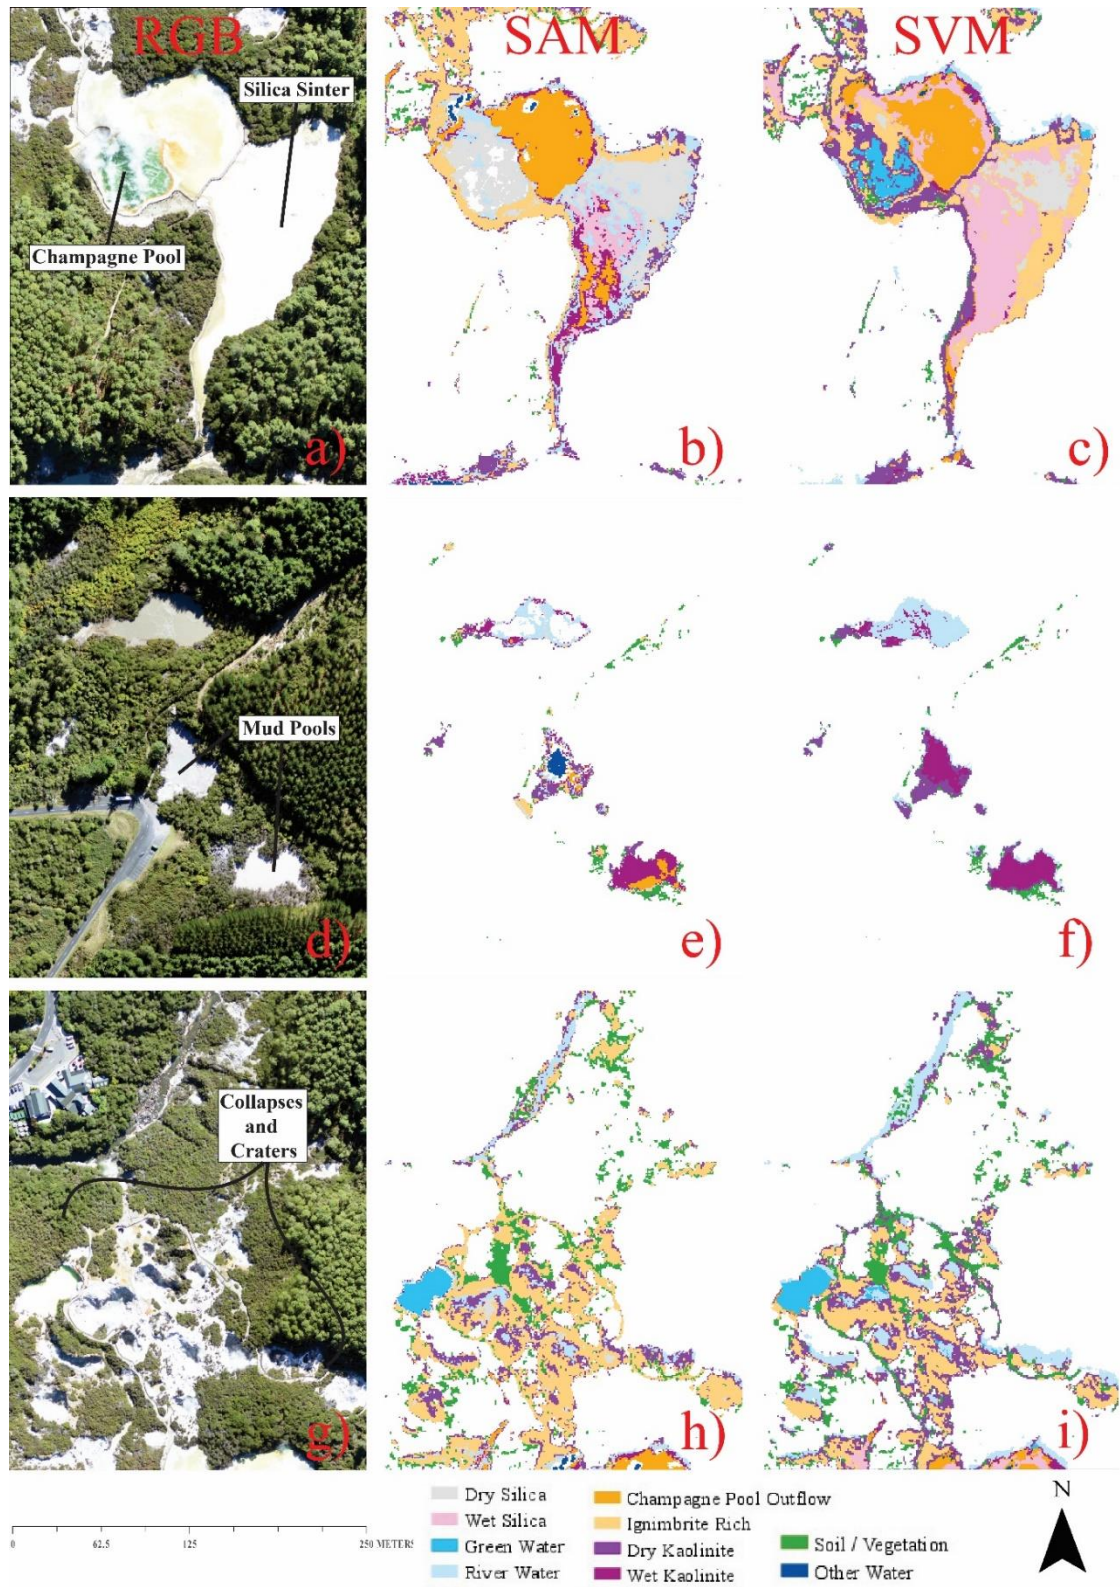 RGB
SAM
SVM
Silica Sinter
Champagne Pool
a)
b)
c)
Mud Pools
d)
e)
f)
Collapses
and
Craters
g)
h)
i)
0
62.5
125
250 METERS
Dry Silica
Wet Silica
Green Water
River Water
Champagne Pool Outflow
Ignimbrite Rich
Dry Kaolinite
Wet Kaolinite
Soil / Vegetation
Other Water
N